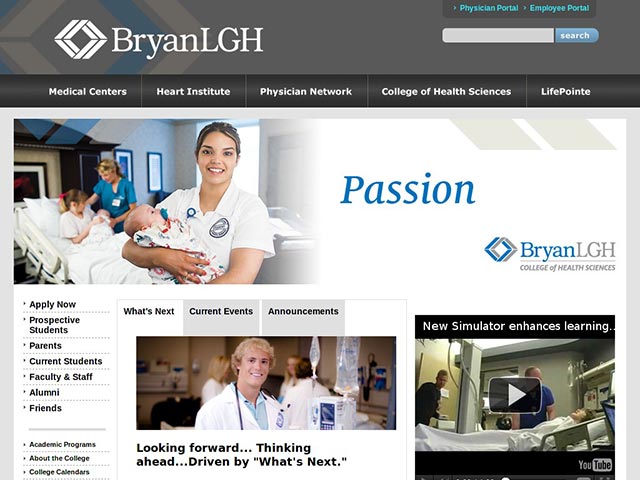 Physician Portal
Employee Portal
BryanLGH
search
Medical Centers
Heart Institute
Physician Network
College of Health Sciences
LifePointe
Passion
BryanLGH
COLLEGE OF HEALTH SCIENCES
Apply Now
Prospective
Students
Parents
Current Students
Faculty & Staff
Alumni
Friends
Academic Programs
About the College
College Calendars
What's Next
Current Events
Announcements
Looking forward... Thinking
ahead...Driven by "What's Next."
New Simulator enhances learning...
YouTube